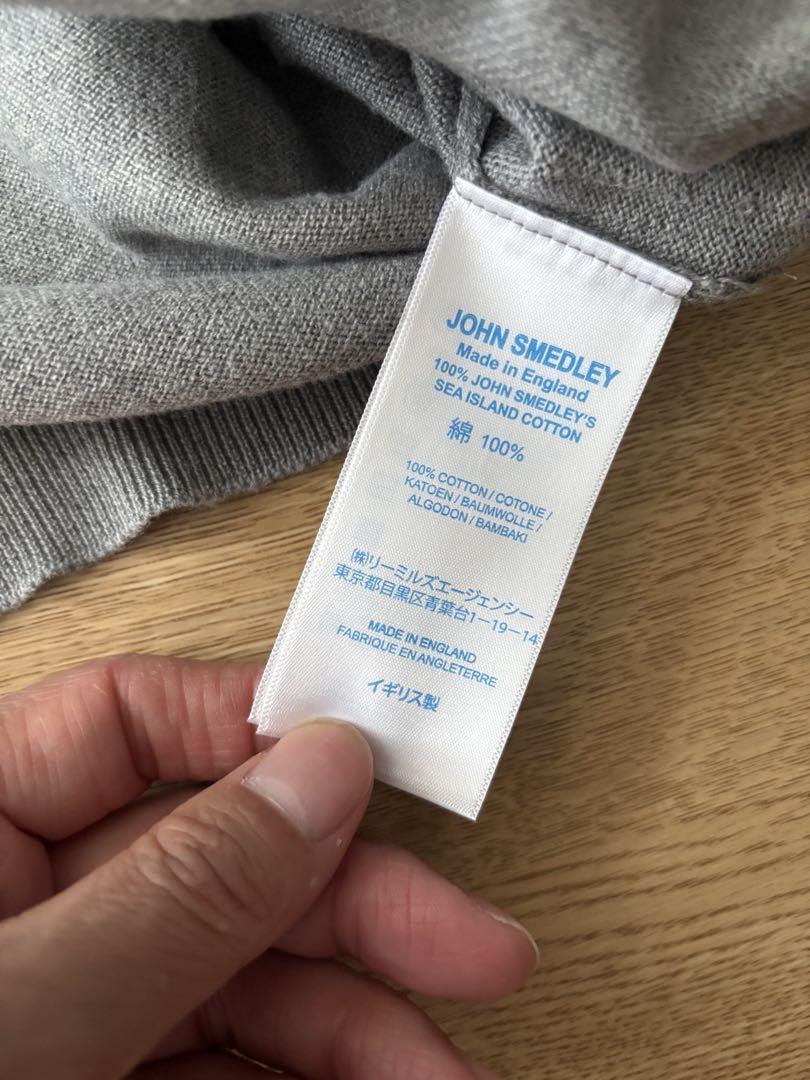 JOHN SMEDLEY
Made in England
100% JOHN SMEDLEY'S
SEA ISLAND COTTON
綿 100%
100% COTTON / COTONE /
KATOEN / BAUMWOLLE /
ALGODON / BAMBAKI
(株)リーミルズエージェンシー
東京都目黒区青葉台1-19-14
MADE IN ENGLAND
FABRIQUE EN ANGLETERRE
イギリス製